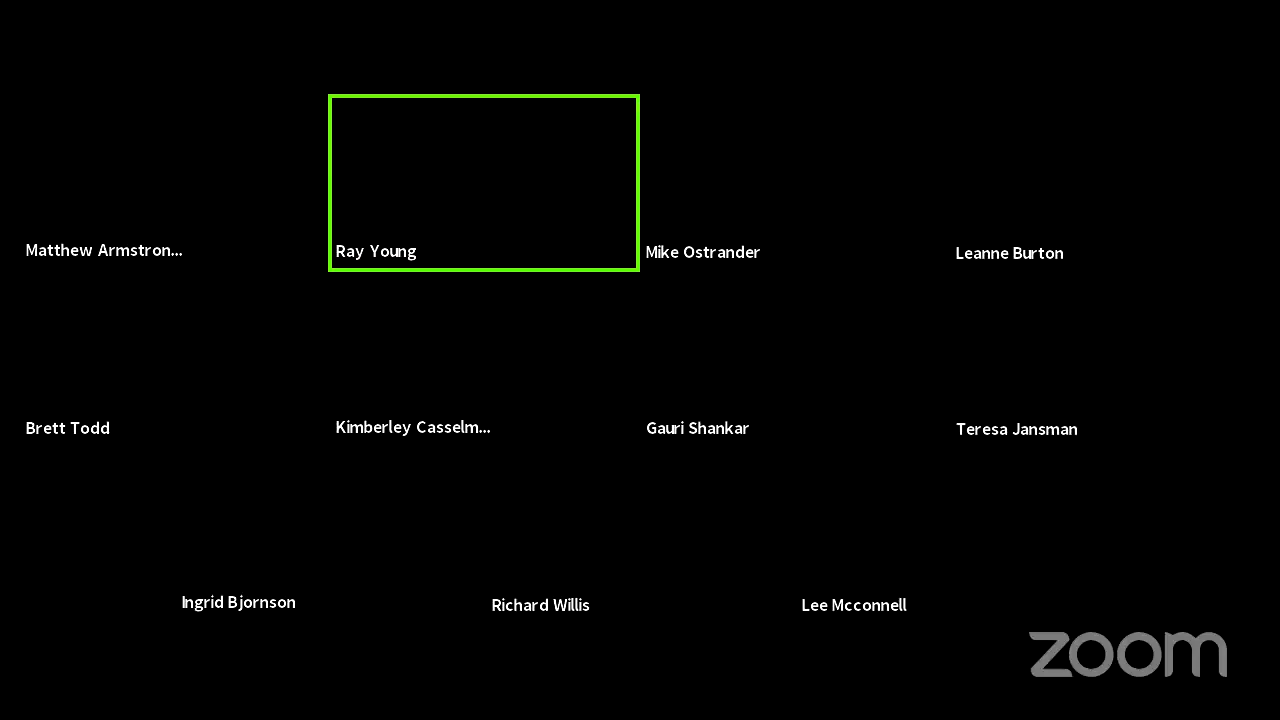 Matthew Armstron...
Ray Young
Mike Ostrander
Leanne Burton
Brett Todd
Kimberley Casselm...
Gauri Shankar
Teresa Jansman
Ingrid Bjornson
Richard Willis
Lee Mcconnell
zoom